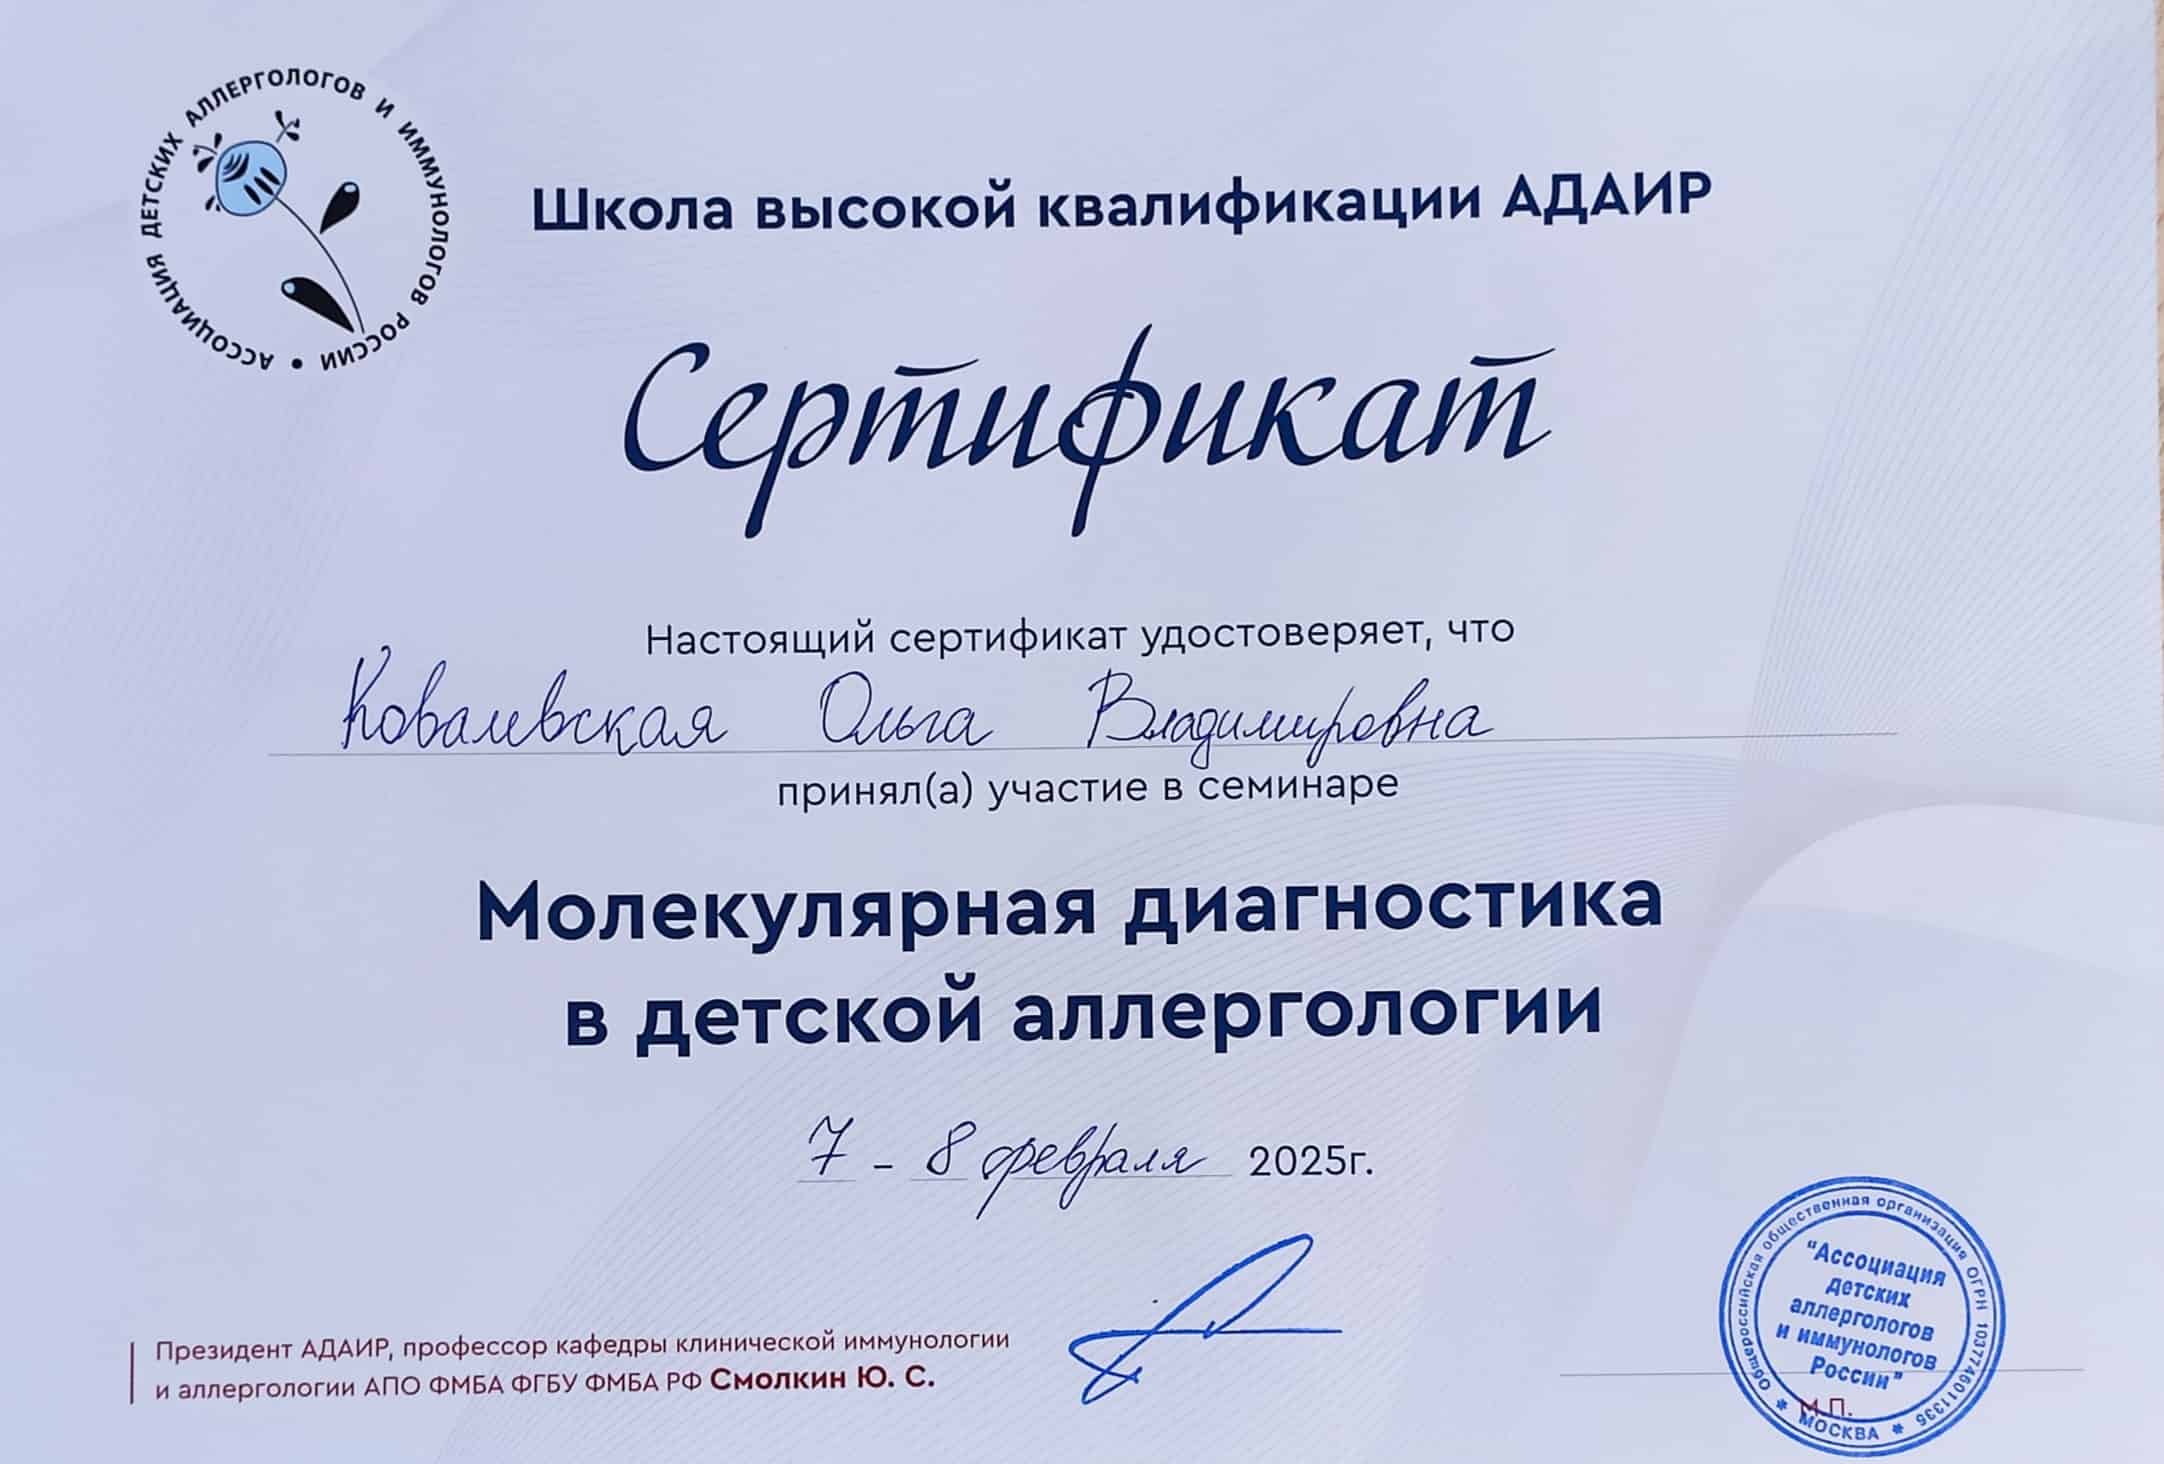 АССОЦИАЦИЯ ДЕТСКИХ АЛЛЕРГОЛОГОВ И ИММУНОЛОГОВ РОССИИ •
Школа высокой квалификации АДАИР
Сертификат
Настоящий сертификат удостоверяет, что
Ковалевская Ольга Владимировна
принял(а) участие в семинаре
Молекулярная диагностика
в детской аллергологии
7 - 8 февраля 2025г.
Президент АДАИР, профессор кафедры клинической иммунологии
и аллергологии АПО ФМБА ФГБУ ФМБА РФ Смолкин Ю. С.
Общероссийская общественная организация ОГРН 1037746011336
* МОСКВА *
"Ассоциация
детских
аллергологов
и иммунологов
России"
М.П.